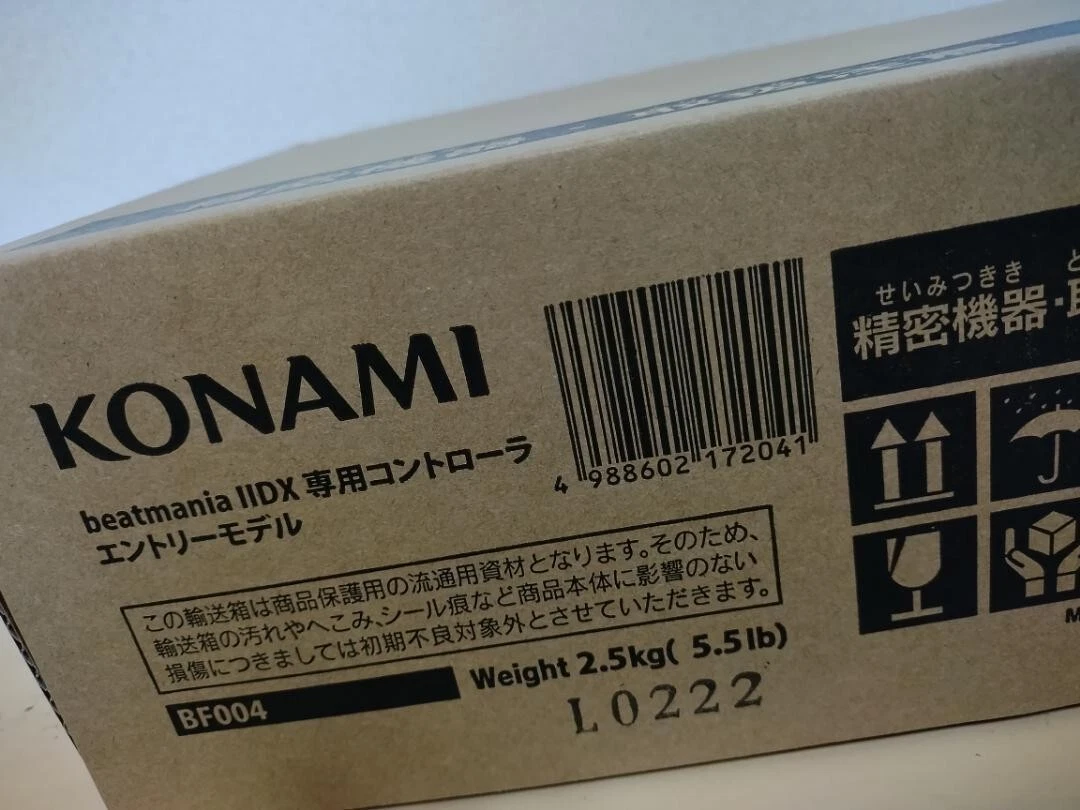 KONAMI
beatmania IIDX 専用コントローラ
エントリーモデル
4 988602 172041
せいみつきき
精密機器・
この輸送箱は商品保護用の流通用資材となります。そのため、
輸送箱の汚れやへこみ、シール痕など商品本体に影響のない
損傷につきましては初期不良対象外とさせていただきます。
BF004
Weight 2.5kg( 5.5lb)
L0222